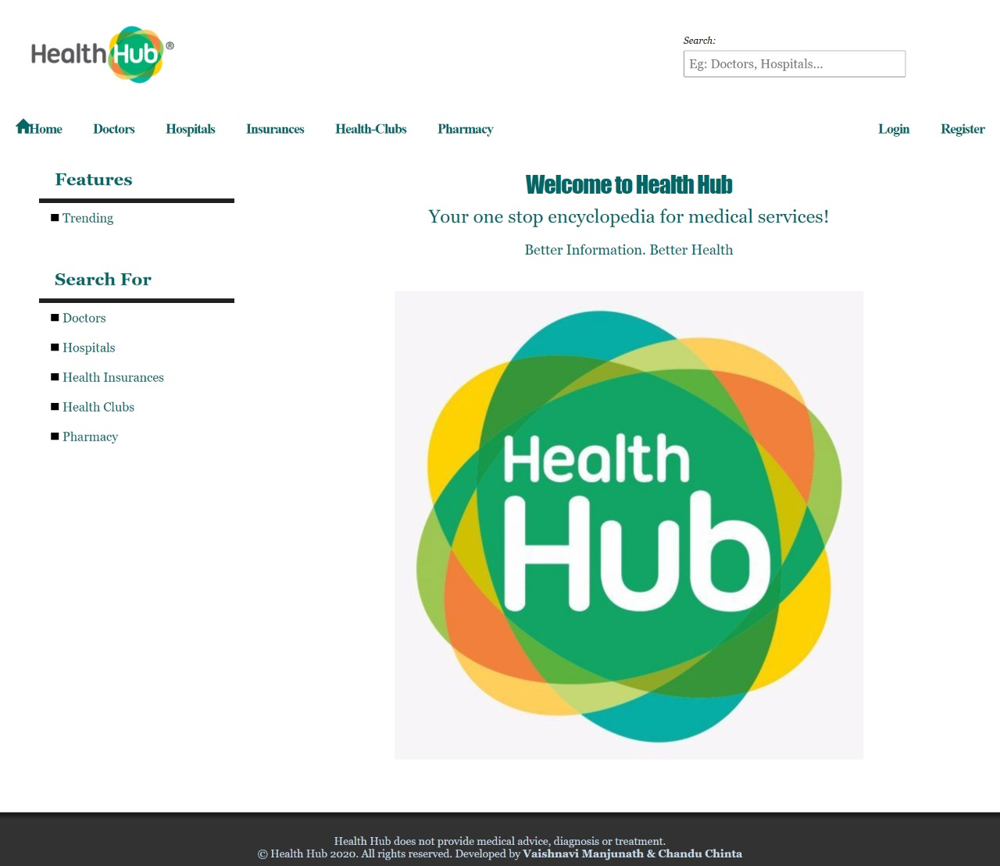 Health Hub ®
Search:
Eg: Doctors, Hospitals...
Home Doctors Hospitals Insurances Health-Clubs Pharmacy Login Register
Features
Trending
Search For
Doctors
Hospitals
Health Insurances
Health Clubs
Pharmacy
Welcome to Health Hub
Your one stop encyclopedia for medical services!
Better Information. Better Health
Health
Hub
Health Hub does not provide medical advice, diagnosis or treatment.
© Health Hub 2020. All rights reserved. Developed by Vaishnavi Manjunath & Chandu Chinta